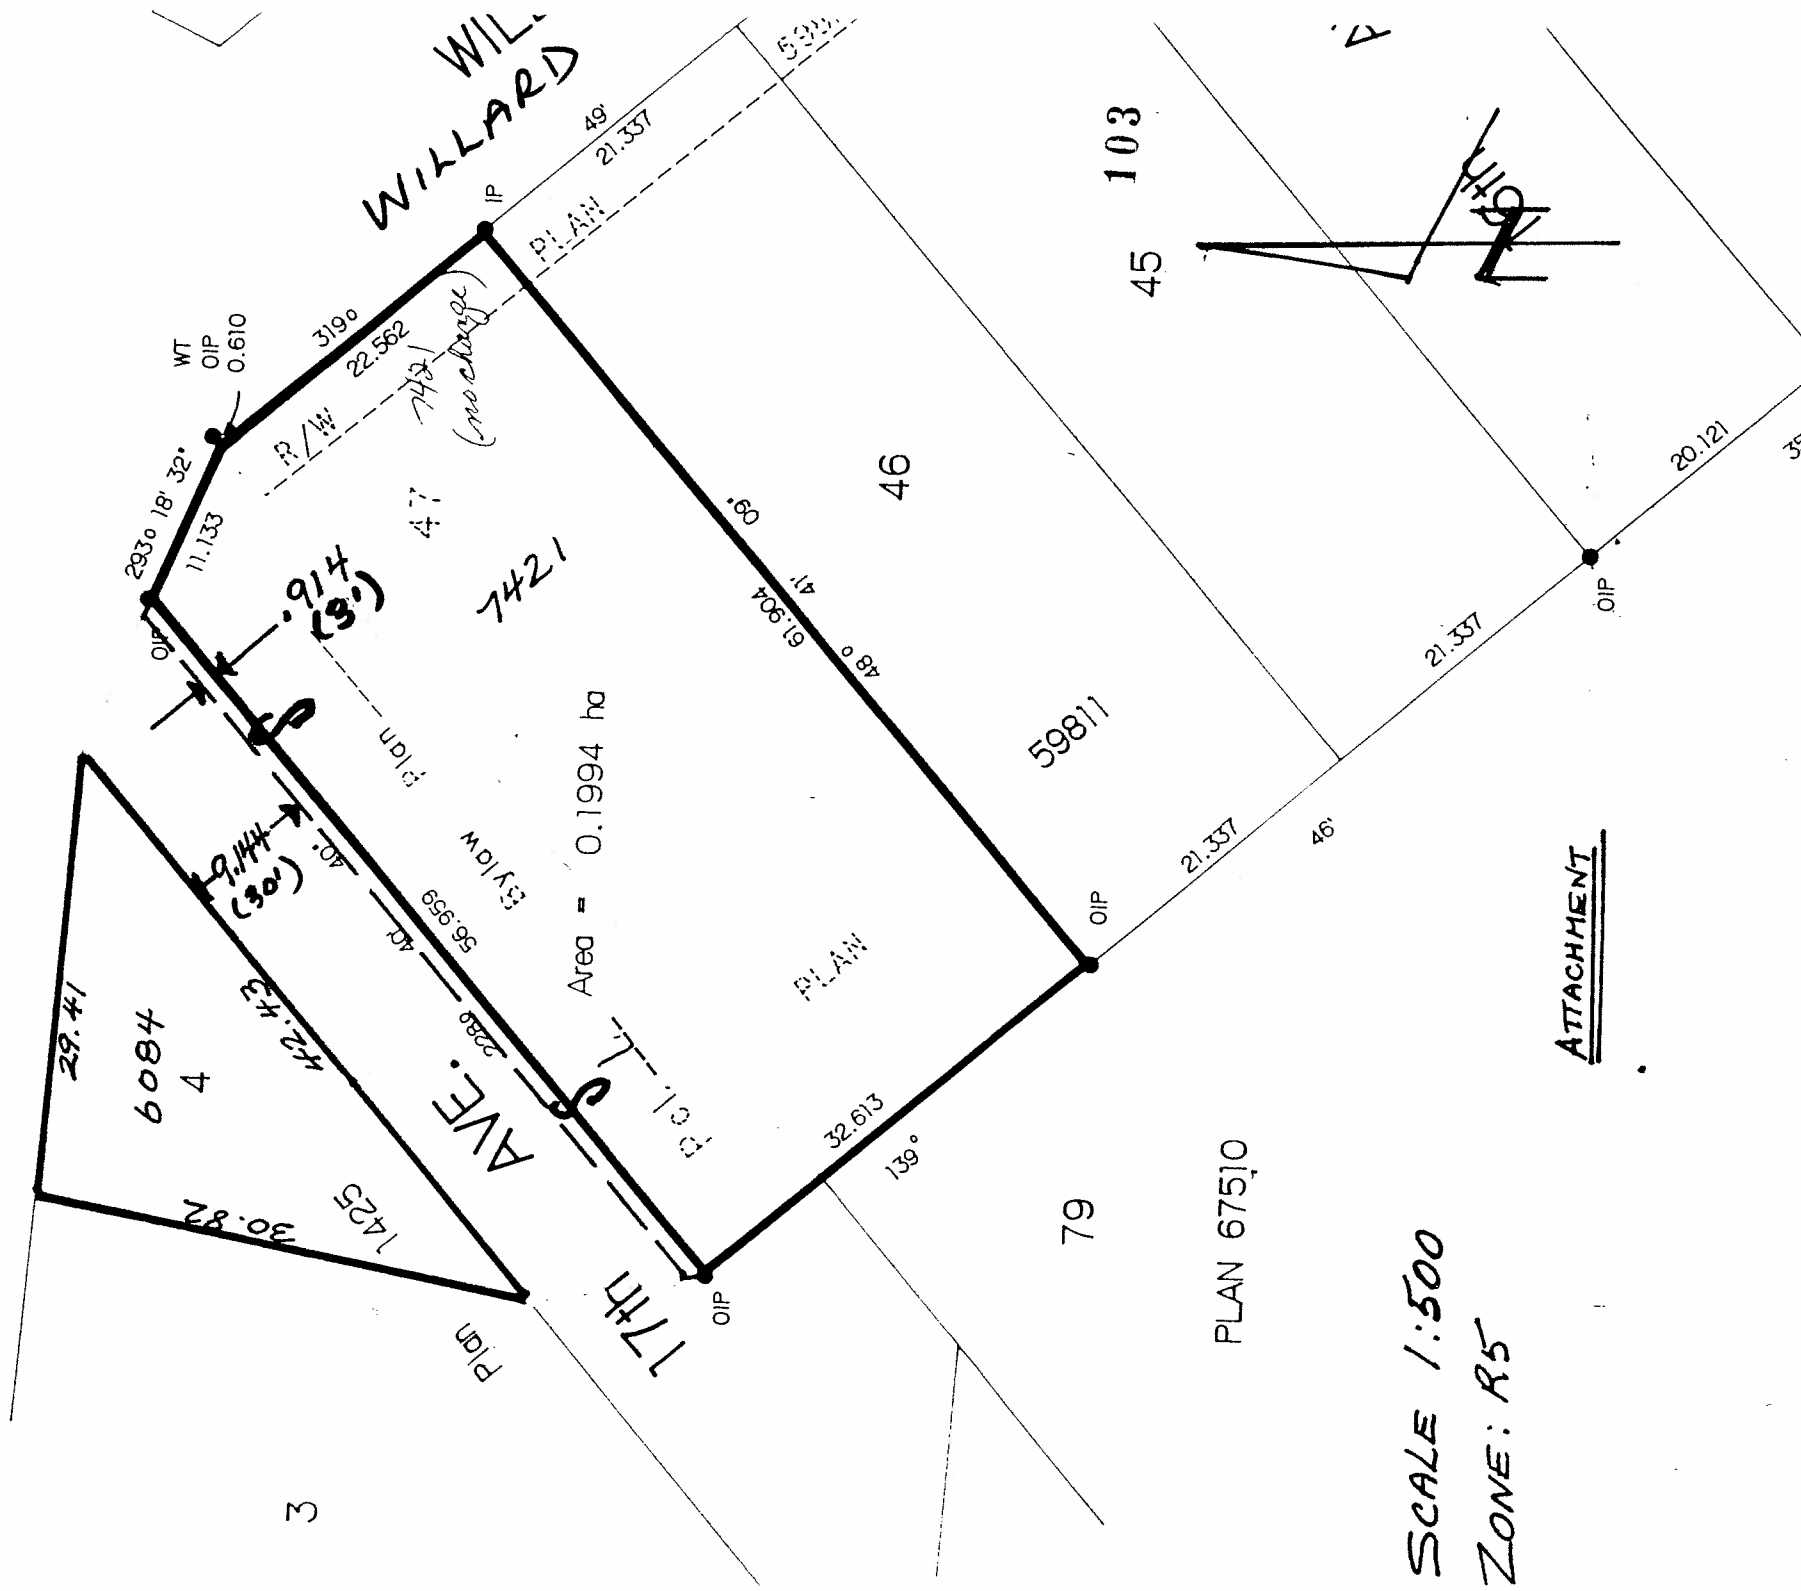 WILLARD
49'
21.337
PLAN
IP
WT
OIP
0.610
319°
22.562
R/W
7421
(no change)
293° 18' 32"
11.133
47
.914
(3')
OIP
7421
Plan
Bylaw
Area = 0.1994 ha
Pcl. L
PLAN
59811
46
61.904
48° 41' 09"
45
103
20.121
OIP
21.337
21.337
46'
OIP
9.144
(30')
40'
40'
56.959
228°
29.41
6084
4
42.43
30.82
1425
Plan
3
17th AVE.
OIP
32.613
139°
79
PLAN 67510
ATTACHMENT
SCALE 1:500
ZONE: R5